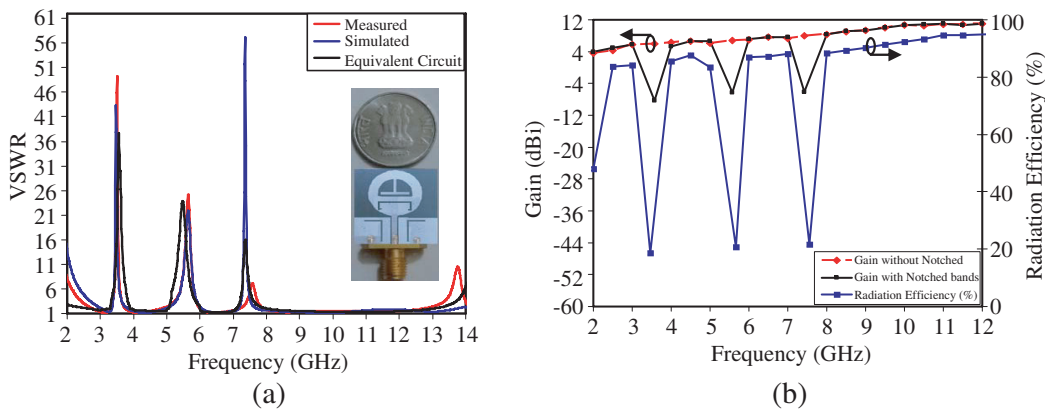 61
56
51
46
41
36
31
26
21
16
11
6
1
VSWR
2 3 4 5 6 7 8 9 10 11 12 13 14
Frequency (GHz)
Measured
Simulated
Equivalent Circuit
(a)
12
4
-4
-12
-20
-28
-36
-44
-52
-60
Gain (dBi)
100
80
60
40
20
0
Radiation Efficiency (%)
2 3 4 5 6 7 8 9 10 11 12
Frequency (GHz)
Gain without Notched
Gain with Notched bands
Radiation Efficiency (%)
(b)